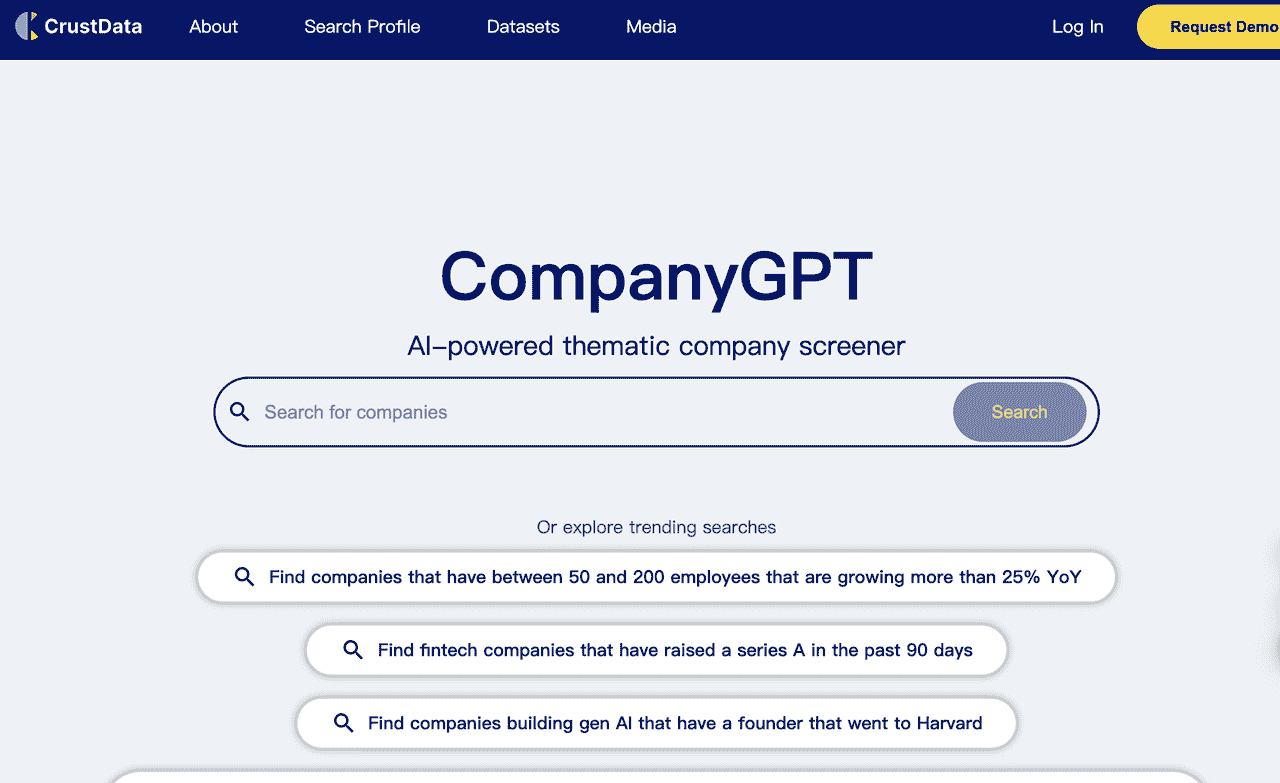 CrustData About Search Profile Datasets Media Log In Request Demo
CompanyGPT
AI-powered thematic company screener
Search for companies Search
Or explore trending searches
Find companies that have between 50 and 200 employees that are growing more than 25% YoY
Find fintech companies that have raised a series A in the past 90 days
Find companies building gen AI that have a founder that went to Harvard